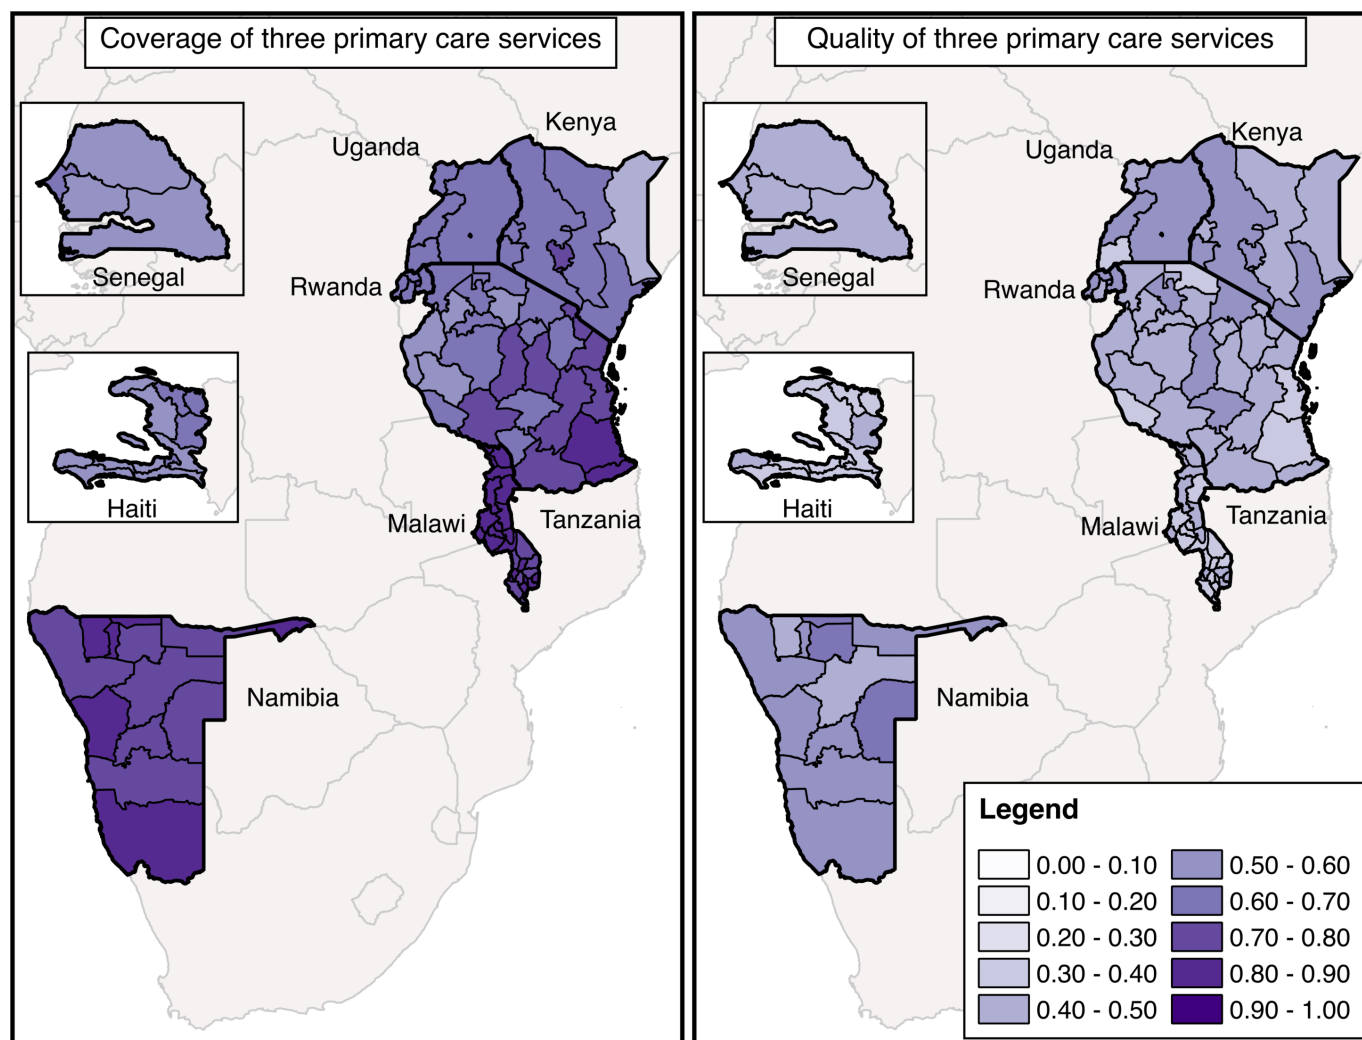 Coverage of three primary care services
Kenya
Uganda
Senegal
Rwanda
Haiti
Malawi
Tanzania
Namibia
Quality of three primary care services
Kenya
Uganda
Senegal
Rwanda
Haiti
Malawi
Tanzania
Namibia
Legend
0.00 - 0.10
0.10 - 0.20
0.20 - 0.30
0.30 - 0.40
0.40 - 0.50
0.50 - 0.60
0.60 - 0.70
0.70 - 0.80
0.80 - 0.90
0.90 - 1.00